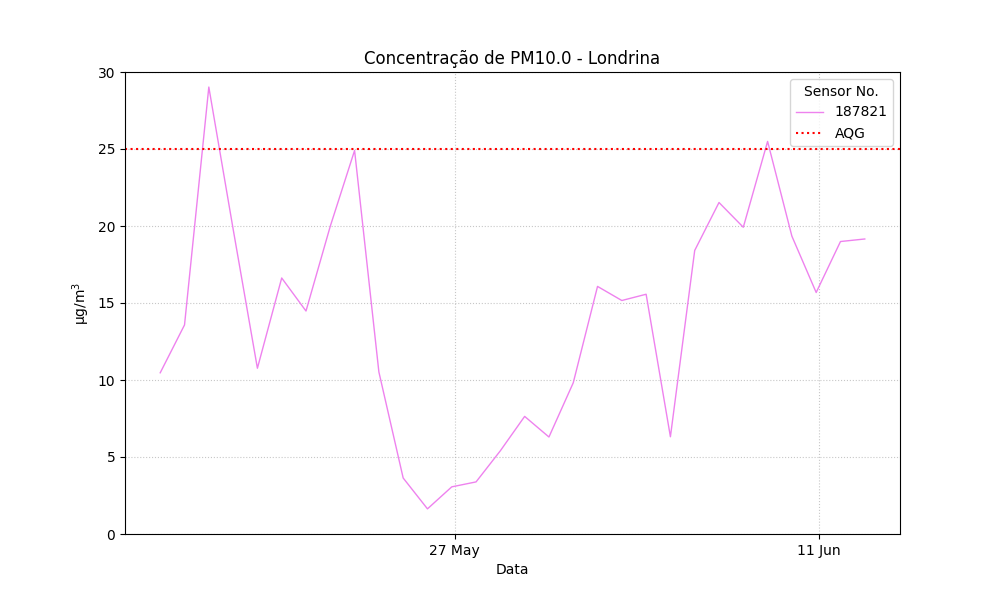 Concentração de PM10.0 - Londrina
Sensor No.
187821
AQG
30
25
20
15
10
5
0
µg/m³
27 May
11 Jun
Data